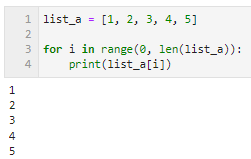 1 list_a = [1, 2, 3, 4, 5]
2
3 for i in range(0, len(list_a)):
4     print(list_a[i])
1
2
3
4
5